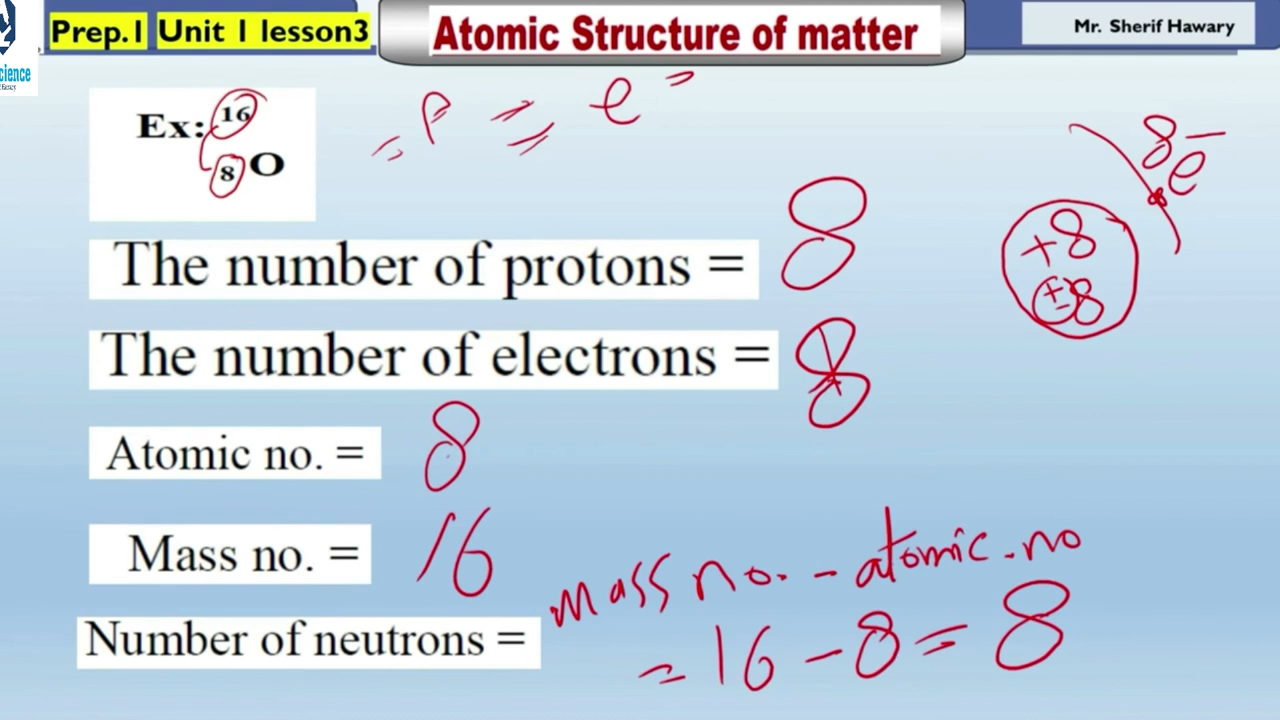 Prep.1 Unit 1 lesson3
Atomic Structure of matter
Mr. Sherif Hawary
cience
Ex: 16
8 O
= P = e =
8 e-
+8
±8
The number of protons = 8
The number of electrons = 8
Atomic no. = 8
Mass no. = 16
mass no. - atomic.no
Number of neutrons =
= 16 - 8 = 8